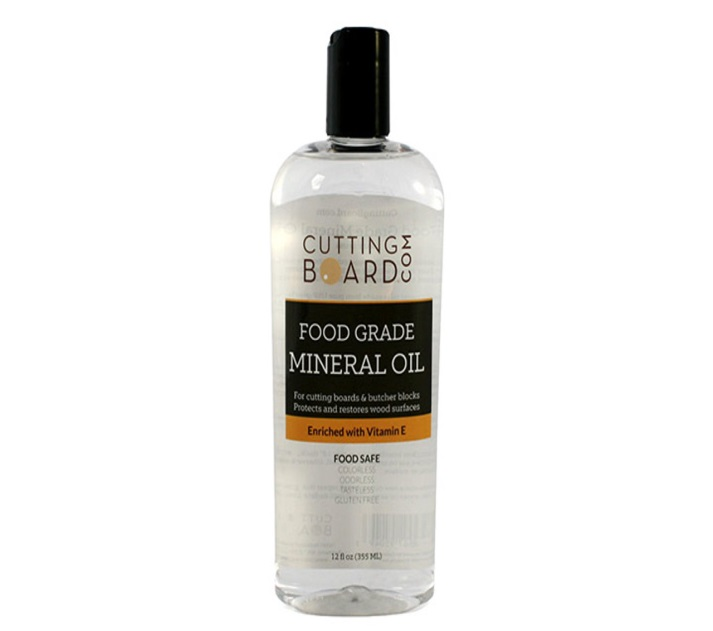 CUTTING
BOARD
COM
FOOD GRADE
MINERAL OIL
For cutting boards & butcher blocks
Protects and restores wood surfaces
Enriched with Vitamin E
FOOD SAFE
COLORLESS
ODORLESS
TASTELESS
GLUTEN FREE
12 fl oz (355 ML)